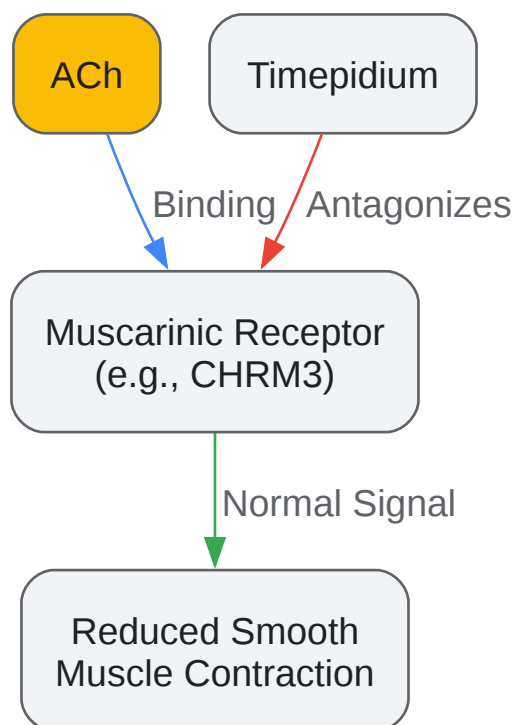 ACh
Timepidium
Binding
Antagonizes
Muscarinic Receptor
(e.g., CHRM3)
Normal Signal
Reduced Smooth
Muscle Contraction